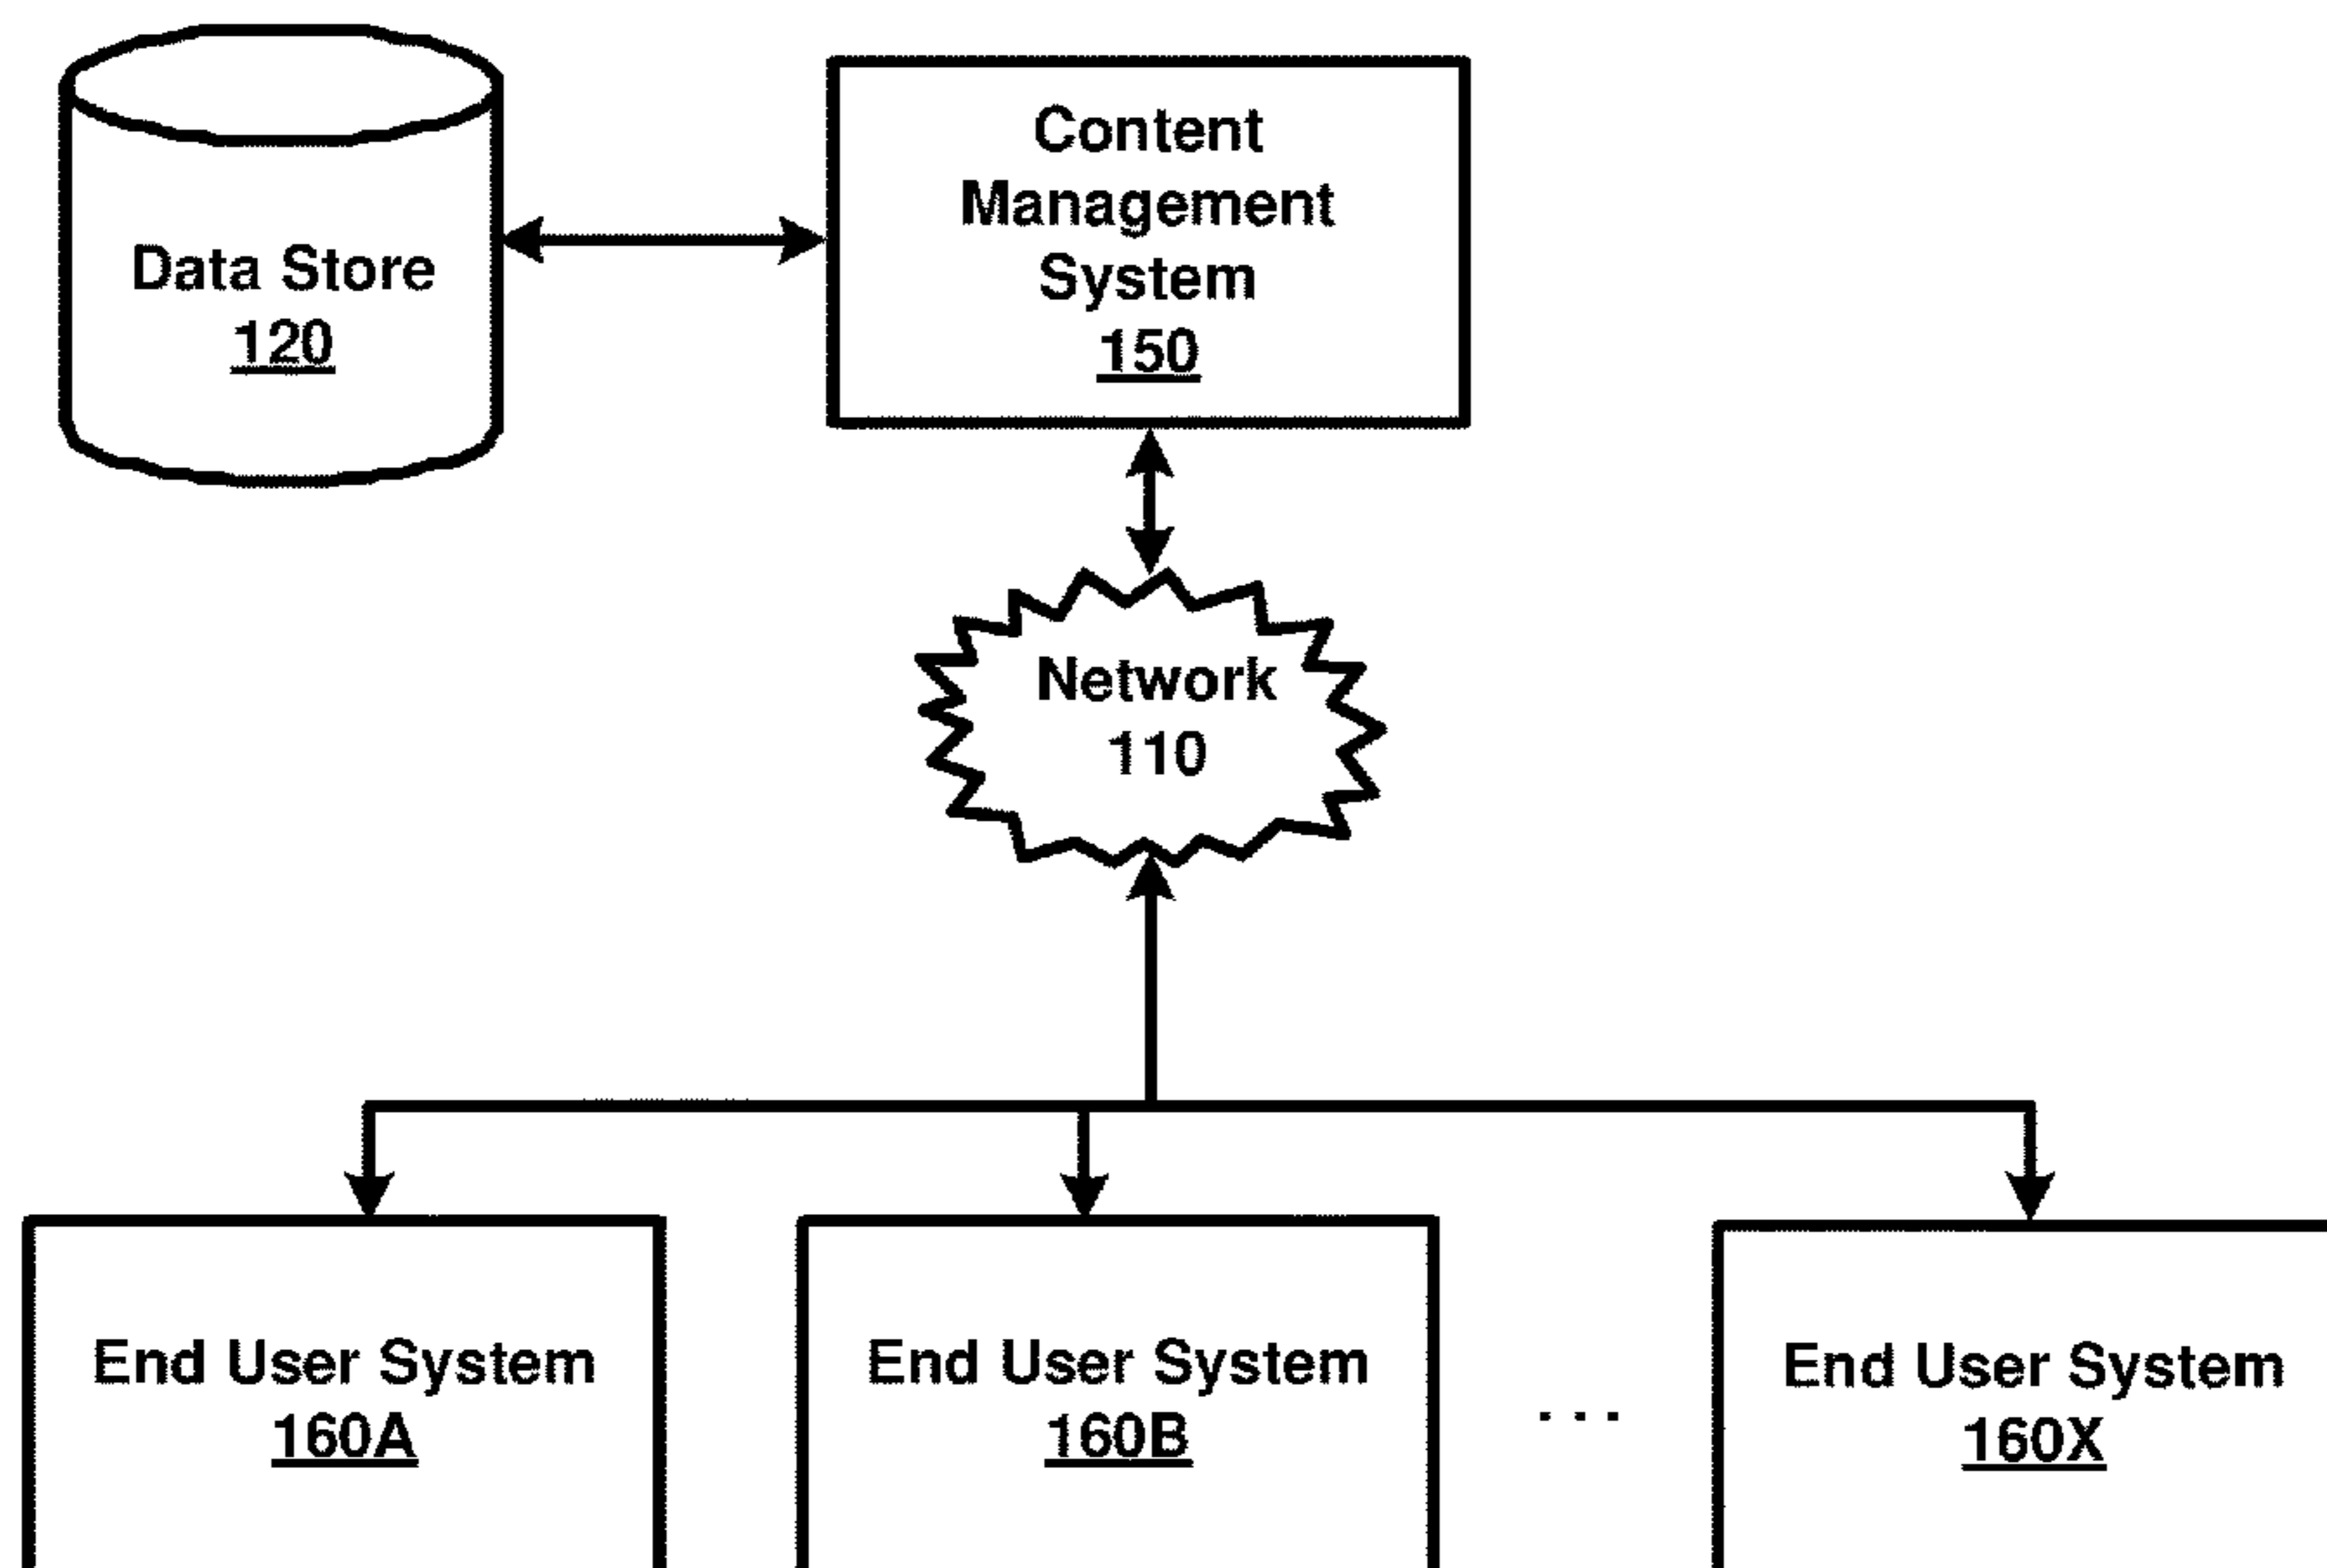 Data Store
120
Content
Management
System
150
Network
110
End User System
160A
End User System
160B
. . .
End User System
160X